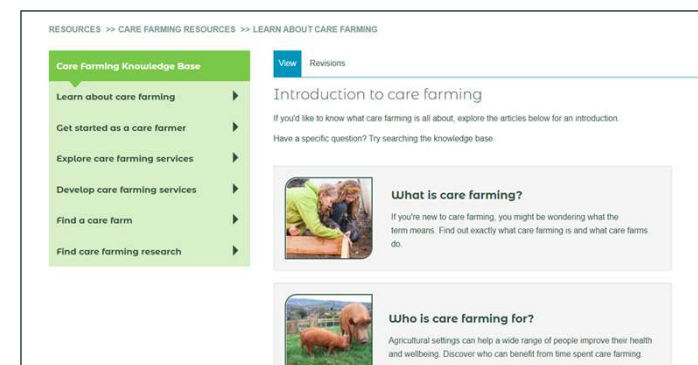 RESOURCES >> CARE FARMING RESOURCES >> LEARN ABOUT CARE FARMING
Care Farming Knowledge Base
Learn about care farming
Get started as a care farmer
Explore care farming services
Develop care farming services
Find a care farm
Find care farming research
View Revisions
Introduction to care farming
If you'd like to know what care farming is all about, explore the articles below for an introduction.
Have a specific question? Try searching the knowledge base.
What is care farming?
If you're new to care farming, you might be wondering what the
term means. Find out exactly what care farming is and what care farms
do.
Who is care farming for?
Agricultural settings can help a wide range of people improve their health
and wellbeing. Discover who can benefit from time spent care farming.